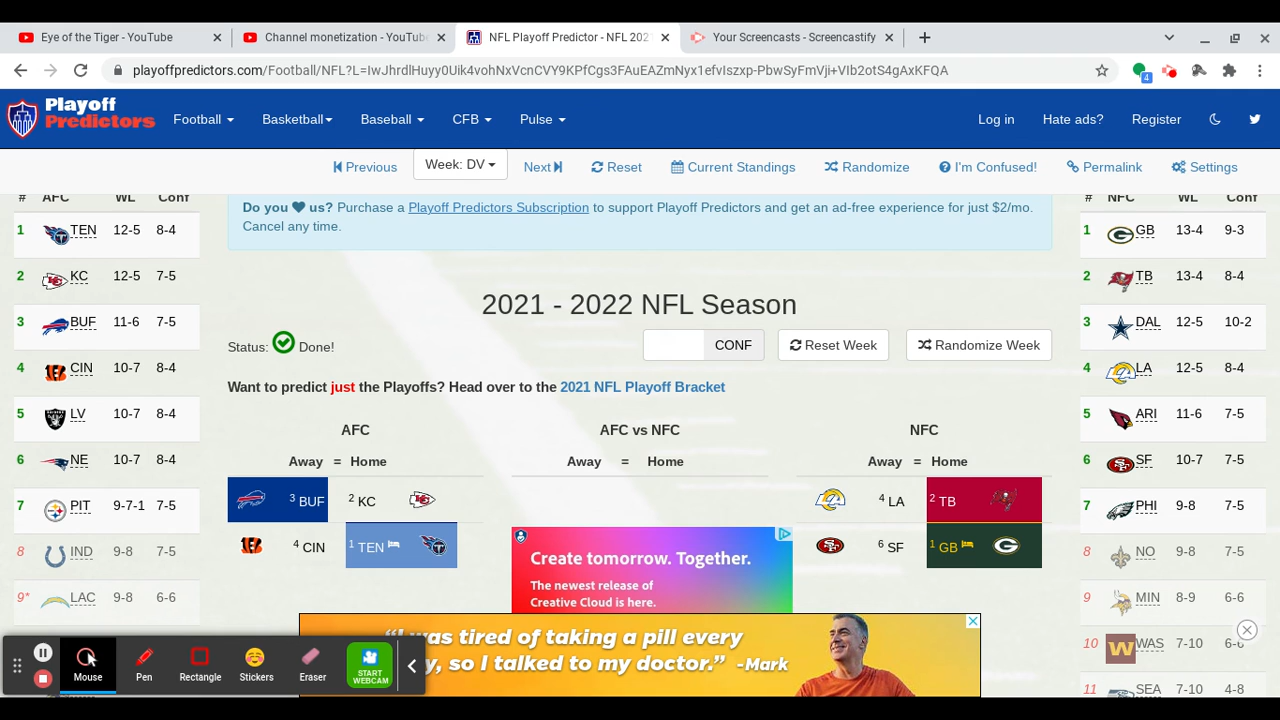 Eye of the Tiger - YouTube
Channel monetization - YouTube
NFL Playoff Predictor - NFL 202
Your Screencasts - Screencastify
playoffpredictors.com/Football/NFL?L=IwJhrdlHuyy0Uik4vohNxVcnCVY9KPfCgs3FAuEAZmNyx1efvIszxp-PbwSyFmVji+VIb2otS4gAxKFQA
4
Playoff
Predictors
Football
Basketball
Baseball
CFB
Pulse
Log in
Hate ads?
Register
Previous
Week: DV
Next
Reset
Current Standings
Randomize
I'm Confused!
Permalink
Settings
# AFC WL Conf
1 TEN 12-5 8-4
2 KC 12-5 7-5
3 BUF 11-6 7-5
4 CIN 10-7 8-4
5 LV 10-7 8-4
6 NE 10-7 8-4
7 PIT 9-7-1 7-5
8 IND 9-8 7-5
9* LAC 9-8 6-6
Do you us? Purchase a Playoff Predictors Subscription to support Playoff Predictors and get an ad-free experience for just $2/mo.
Cancel any time.
2021 - 2022 NFL Season
Status: Done!
CONF
Reset Week
Randomize Week
Want to predict just the Playoffs? Head over to the 2021 NFL Playoff Bracket
AFC
Away = Home
3 BUF 2 KC
4 CIN 1 TEN
AFC vs NFC
Away = Home
NFC
Away = Home
4 LA 2 TB
6 SF 1 GB
Create tomorrow. Together.
The newest release of
Creative Cloud is here.
# NFC WL Conf
1 GB 13-4 9-3
2 TB 13-4 8-4
3 DAL 12-5 10-2
4 LA 12-5 8-4
5 ARI 11-6 7-5
6 SF 10-7 7-5
7 PHI 9-8 7-5
8 NO 9-8 7-5
9 MIN 8-9 6-6
10 WAS 7-10 6-6
11 SEA 7-10 4-8
"I was tired of taking a pill every
y, so I talked to my doctor." -Mark
Mouse
Pen
Rectangle
Stickers
Eraser
START
WEBCAM